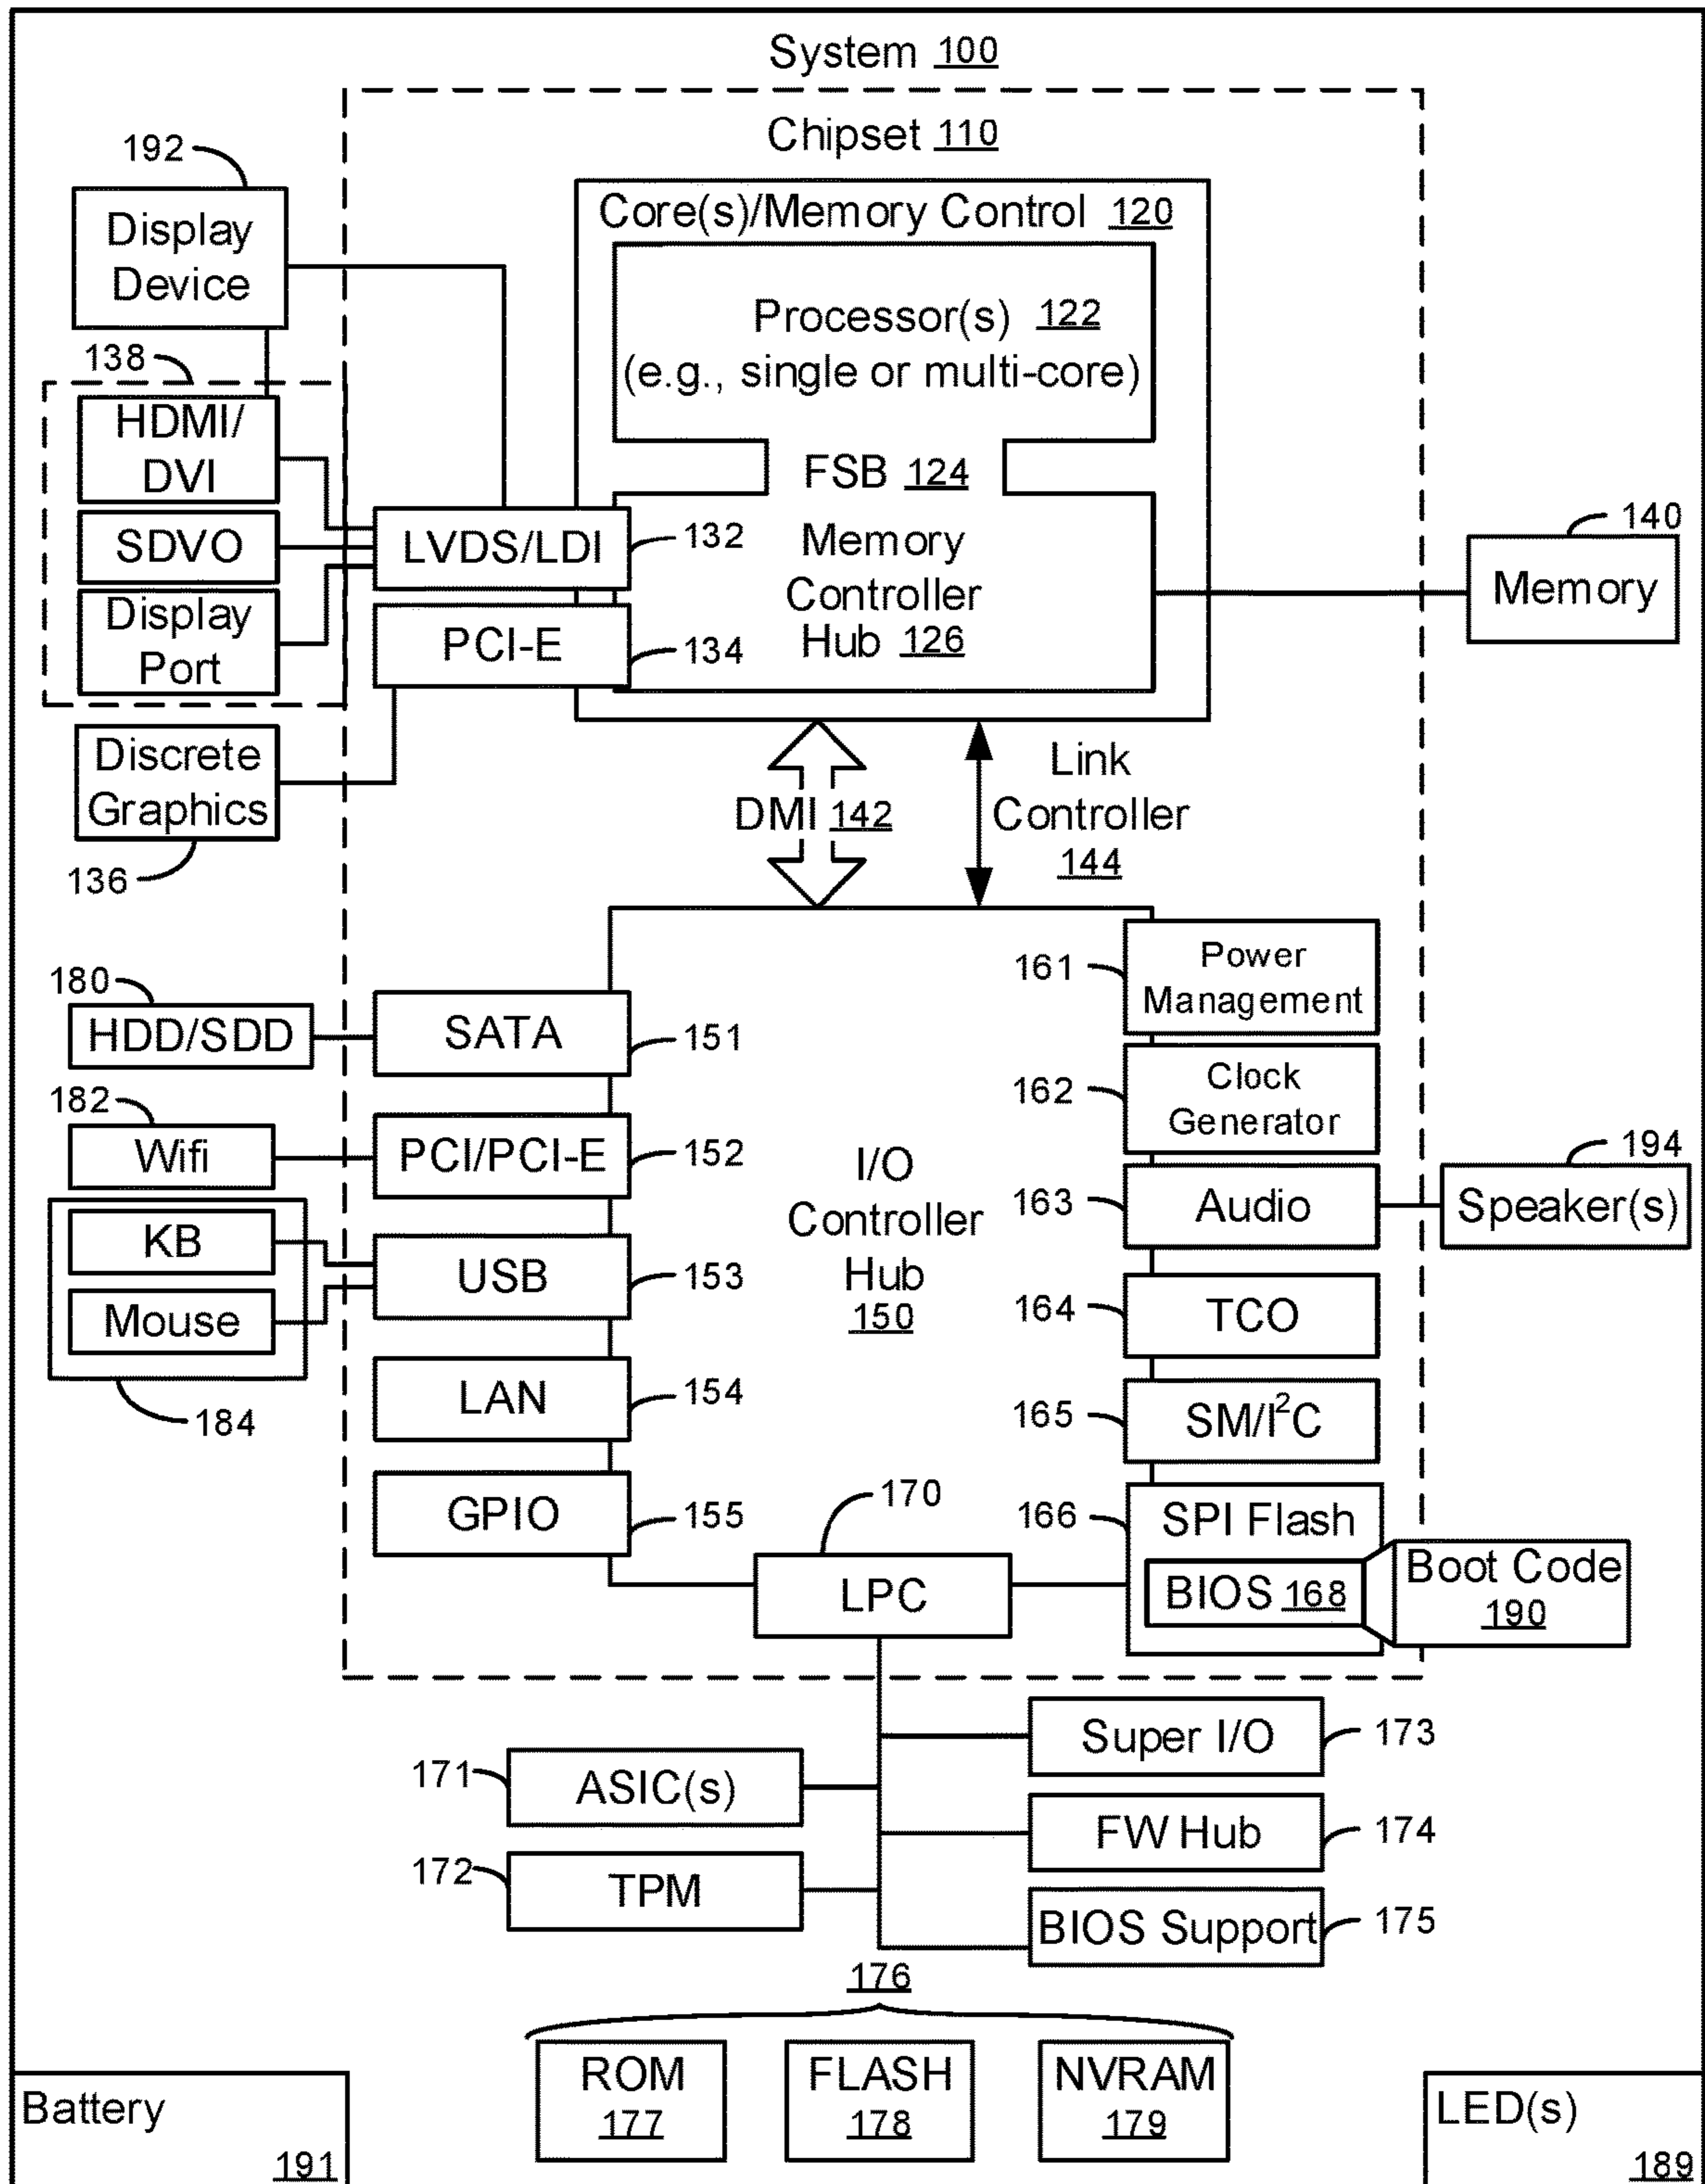 System 100
Chipset 110
192
Display
Device
Core(s)/Memory Control 120
Processor(s) 122
(e.g., single or multi-core)
FSB 124
Memory
Controller
Hub 126
138
HDMI/
DVI
SDVO
Display
Port
LVDS/LDI
132
PCI-E
134
140
Memory
Discrete
Graphics
136
DMI 142
Link
Controller
144
180
HDD/SDD
SATA
151
182
Wifi
PCI/PCI-E
152
KB
Mouse
184
USB
153
LAN
154
GPIO
155
I/O
Controller
Hub
150
161
Power
Management
162
Clock
Generator
163
Audio
194
Speaker(s)
164
TCO
165
SM/I²C
166
SPI Flash
BIOS 168
Boot Code
190
170
LPC
171
ASIC(s)
172
TPM
Super I/O
173
FW Hub
174
BIOS Support
175
176
ROM
177
FLASH
178
NVRAM
179
Battery
191
LED(s)
189